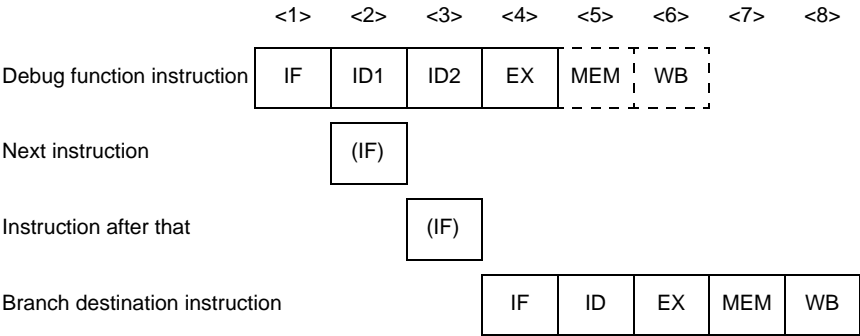 <1> <2> <3> <4> <5> <6> <7> <8>
Debug function instruction IF ID1 ID2 EX MEM WB
Next instruction (IF)
Instruction after that (IF)
Branch destination instruction IF ID EX MEM WB